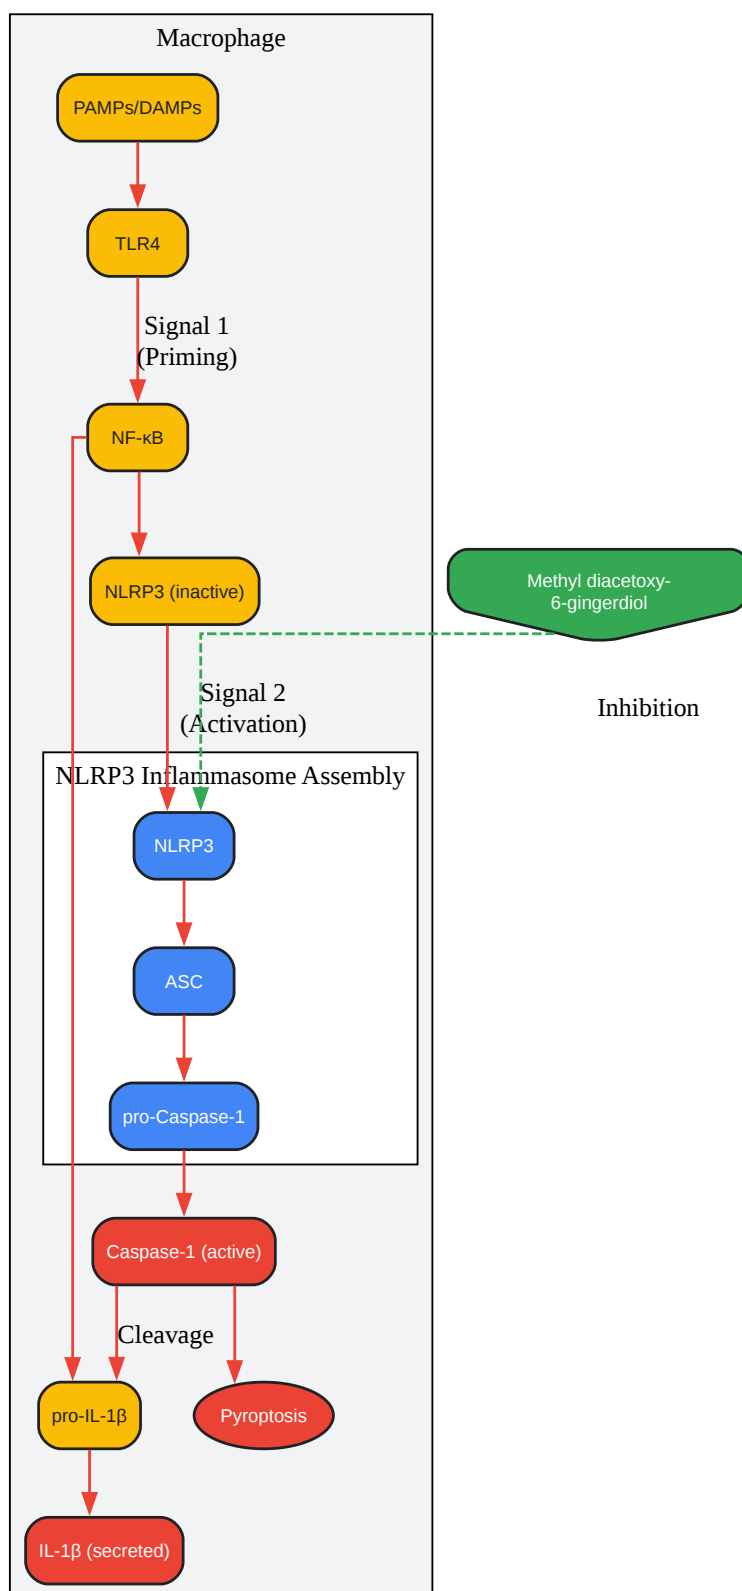 Macrophage
PAMPs/DAMPs
TLR4
Signal 1
(Priming)
NF-κB
NLRP3 (inactive)
Methyl diacetoxy-
6-gingerdiol
Signal 2
(Activation)
Inhibition
NLRP3 Inflammasome Assembly
NLRP3
ASC
pro-Caspase-1
Caspase-1 (active)
Cleavage
pro-IL-1β
Pyroptosis
IL-1β (secreted)